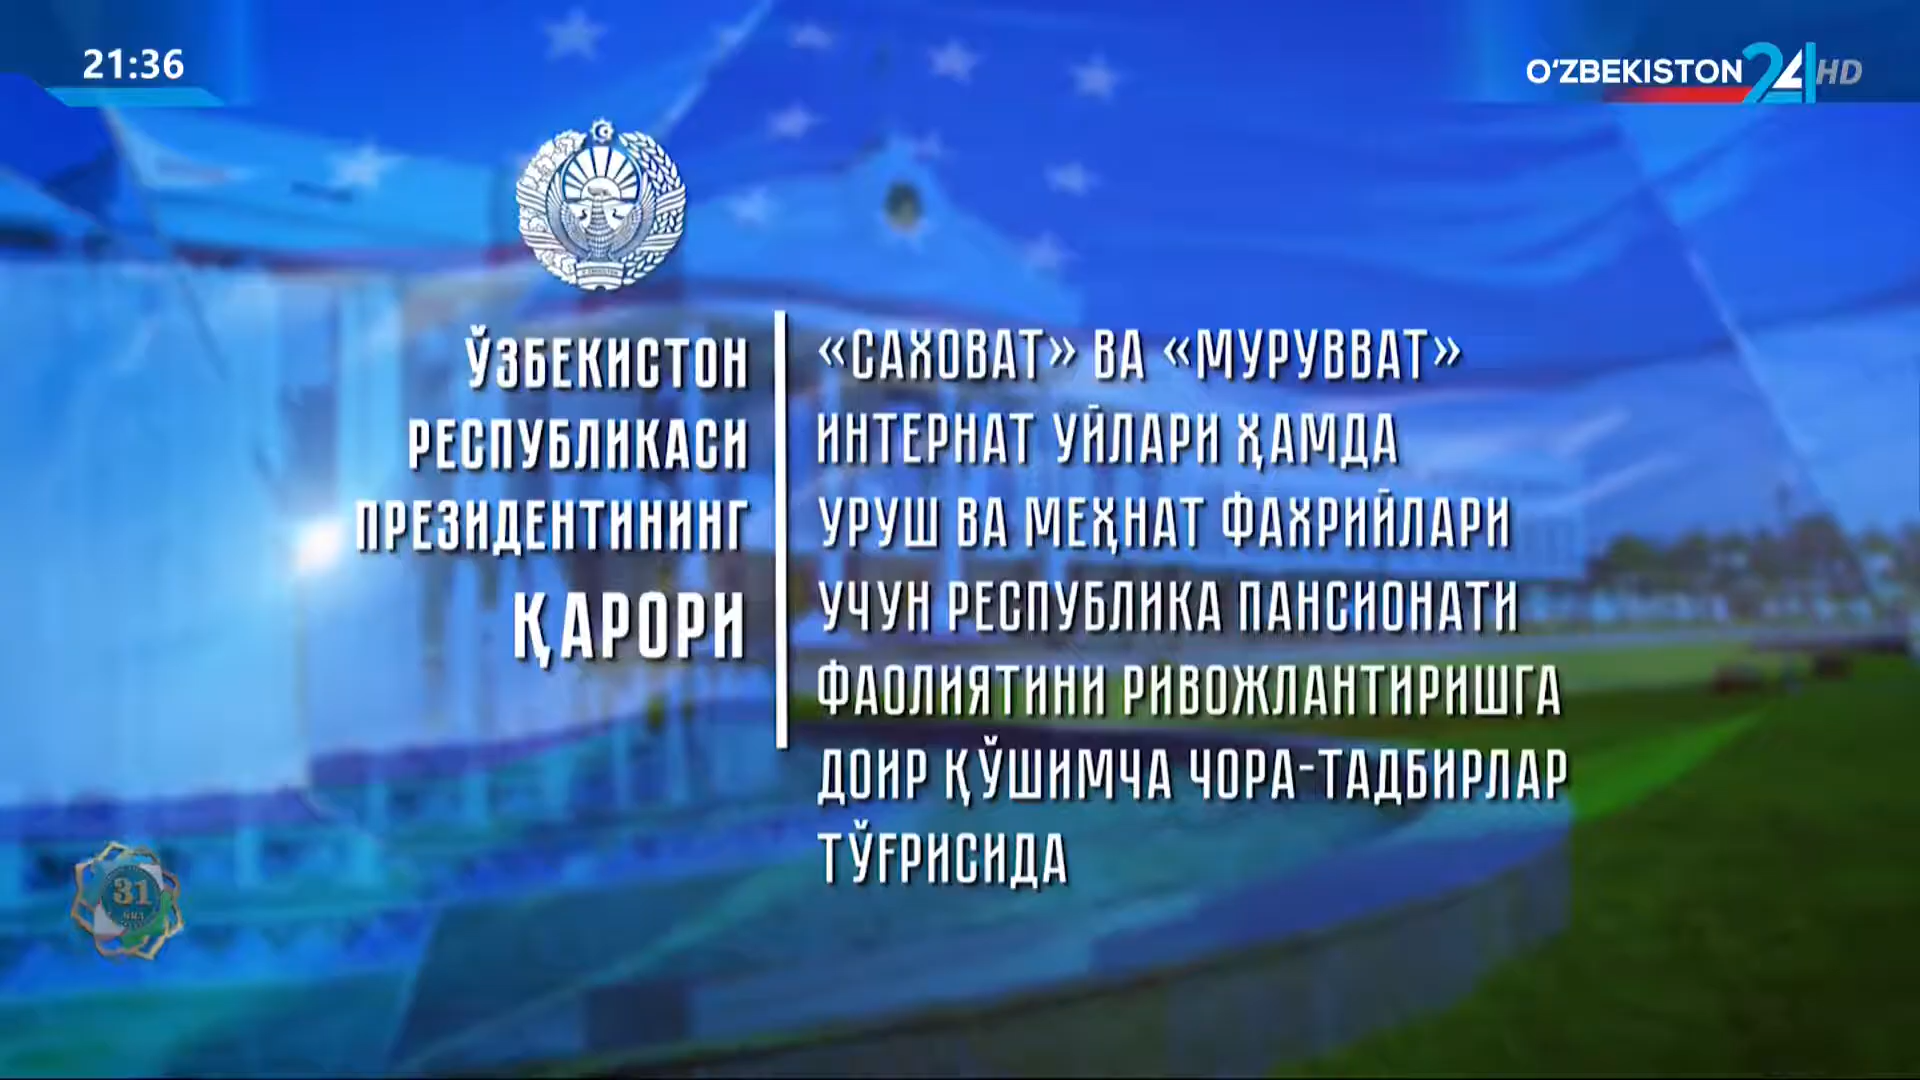 21:36
O‘ZBEKISTON 24 HD
ЎЗБЕКИСТОН
РЕСПУБЛИКАСИ
ПРЕЗИДЕНТИНИНГ
ҚАРОРИ
«САХОВАТ» ВА «МУРУВВАТ»
ИНТЕРНАТ УЙЛАРИ ҲАМДА
УРУШ ВА МЕҲНАТ ФАХРИЙЛАРИ
УЧУН РЕСПУБЛИКА ПАНСИОНАТИ
ФАОЛИЯТИНИ РИВОЖЛАНТИРИШГА
ДОИР ҚЎШИМЧА ЧОРА-ТАДБИРЛАР
ТЎҒРИСИДА
31